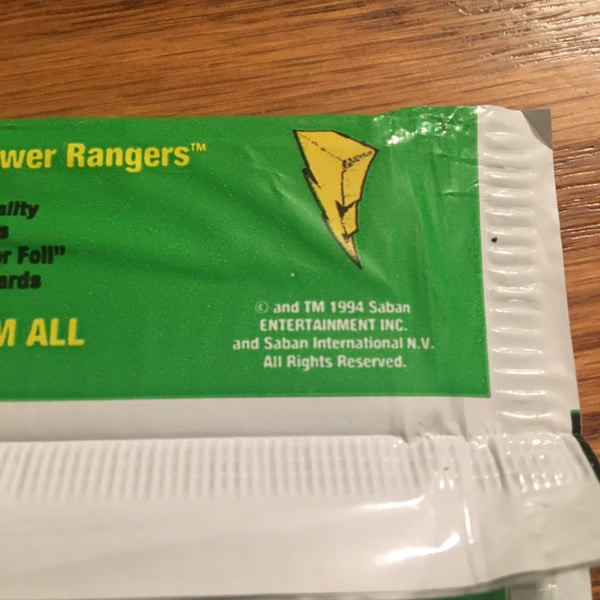 wer Rangers™
ality
s
r Foil"
ards
M ALL
© and TM 1994 Saban
ENTERTAINMENT INC.
and Saban International N.V.
All Rights Reserved.